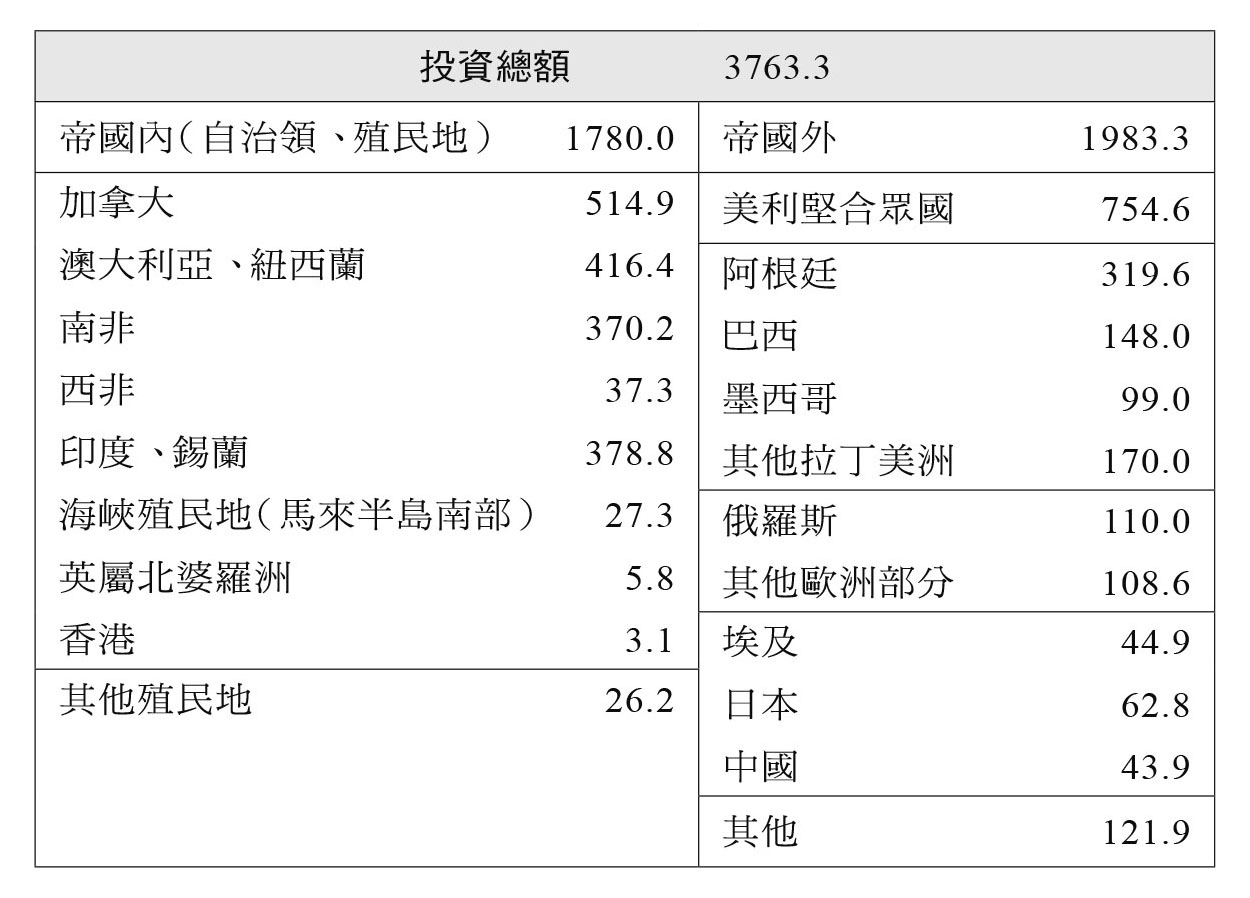 投資總額 3763.3
帝國內(自治領、殖民地) 1780.0
加拿大 514.9
澳大利亞、紐西蘭 416.4
南非 370.2
西非 37.3
印度、錫蘭 378.8
海峽殖民地(馬來半島南部) 27.3
英屬北婆羅洲 5.8
香港 3.1
其他殖民地 26.2
帝國外 1983.3
美利堅合眾國 754.6
阿根廷 319.6
巴西 148.0
墨西哥 99.0
其他拉丁美洲 170.0
俄羅斯 110.0
其他歐洲部分 108.6
埃及 44.9
日本 62.8
中國 43.9
其他 121.9